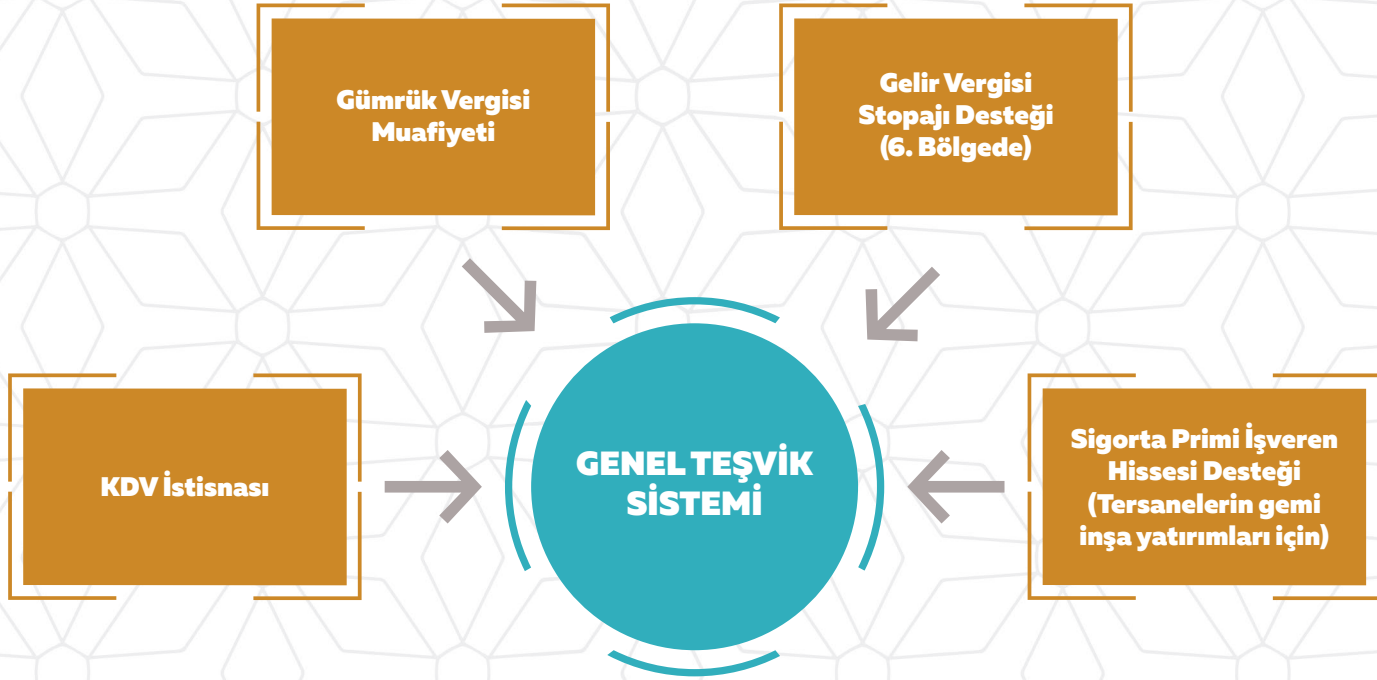 Gümrük Vergisi
Muafiyeti
Gelir Vergisi
Stopajı Desteği
(6. Bölgede)
KDV İstisnası
GENEL TEŞVİK
SİSTEMİ
Sigorta Primi İşveren
Hissesi Desteği
(Tersanelerin gemi
inşa yatırımları için)